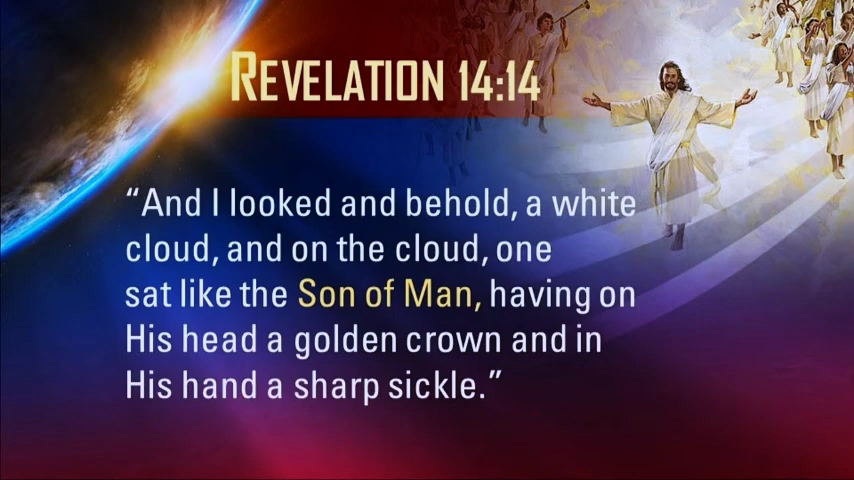 REVELATION 14:14
“And I looked and behold, a white
cloud, and on the cloud, one
sat like the Son of Man, having on
His head a golden crown and in
His hand a sharp sickle.”